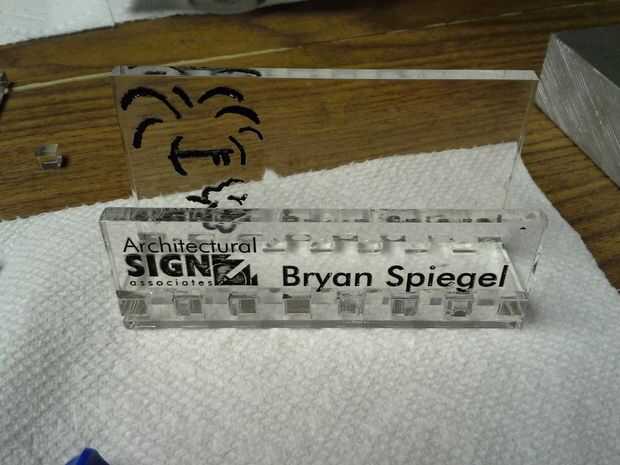 Architectural
SIGN
associates
Bryan Spiegel